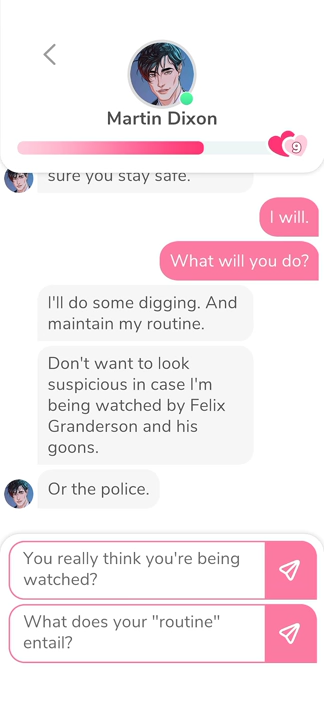 Martin Dixon
9
sure you stay safe.
I will.
What will you do?
I'll do some digging. And
maintain my routine.
Don't want to look
suspicious in case I'm
being watched by Felix
Granderson and his
goons.
Or the police.
You really think you're being
watched?
What does your "routine"
entail?